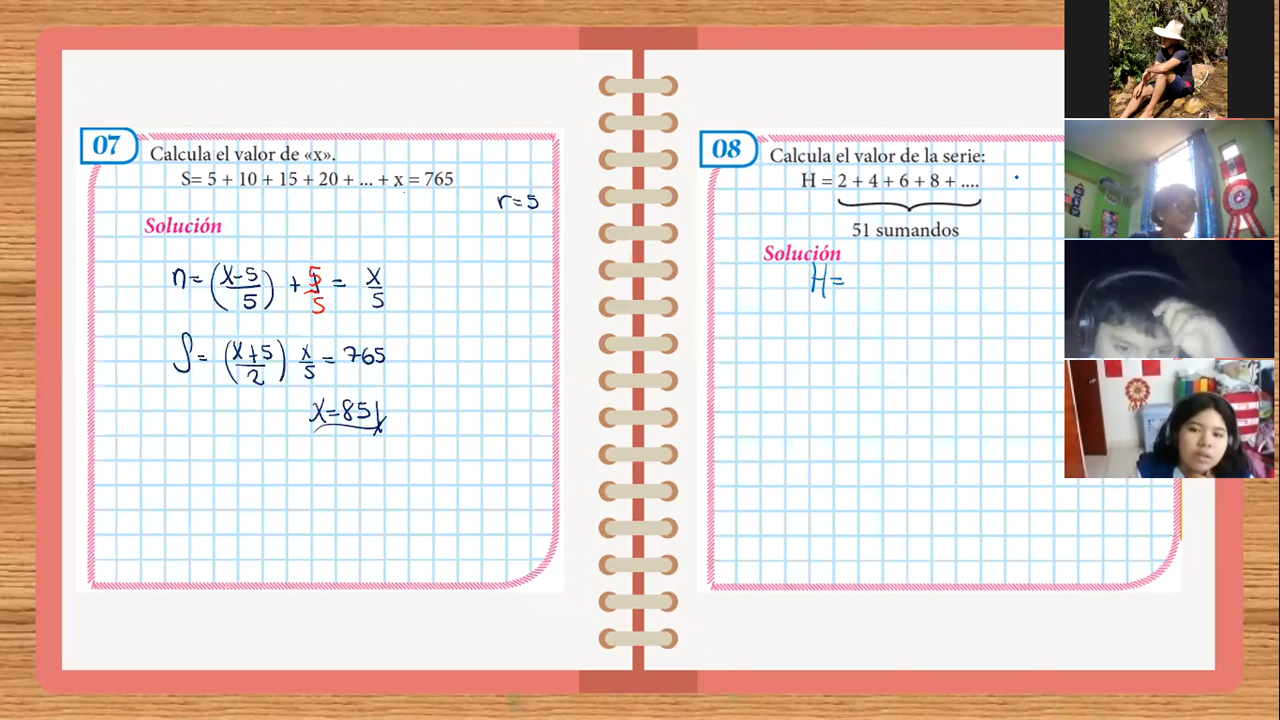 07
Calcula el valor de «x».
S= 5 + 10 + 15 + 20 + ... + x = 765
r=5
Solución
n= (x-5/5) + 5/5 = x/5
S= (x+5/2) x/5 = 765
x=85
08
Calcula el valor de la serie:
H = 2 + 4 + 6 + 8 + ....
51 sumandos
Solución
H=